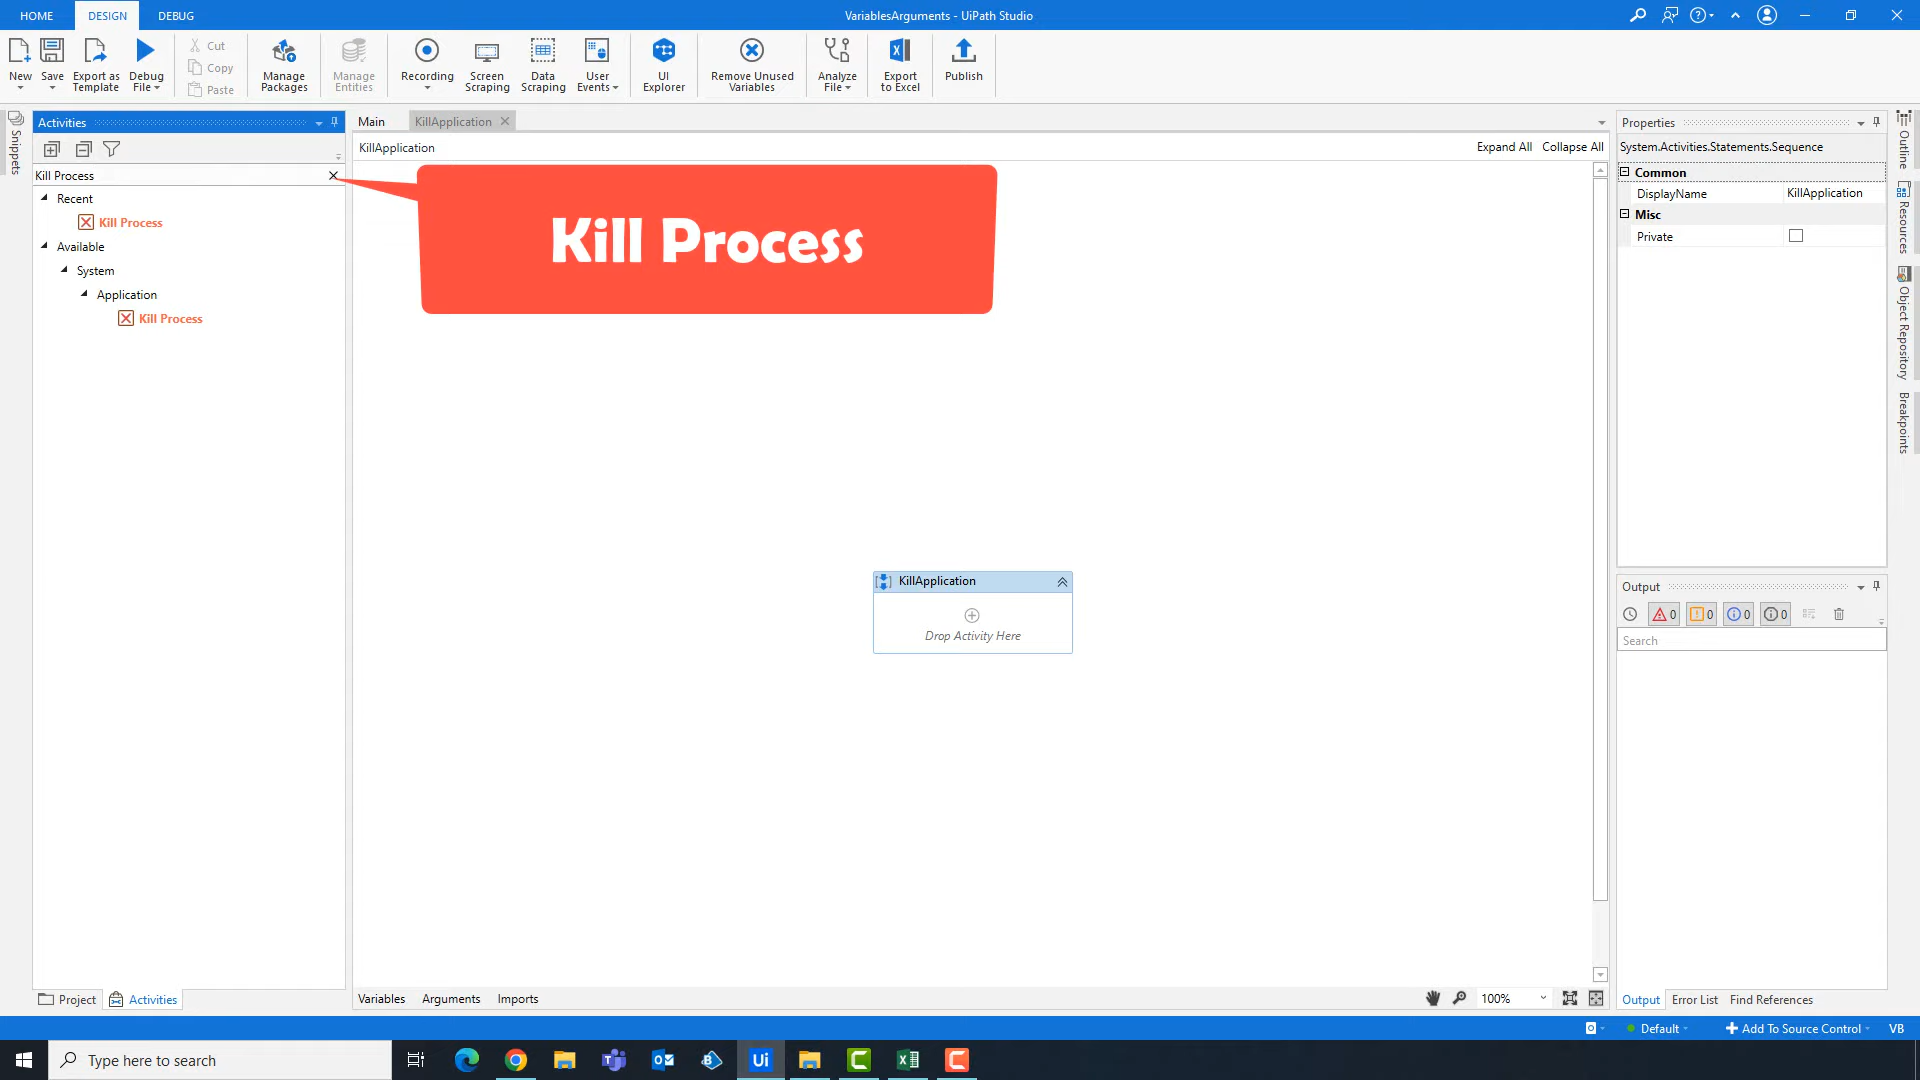 HOME DESIGN DEBUG VariablesArguments - UiPath Studio
New Save Export as Template Debug File Cut Copy Paste Manage Packages Manage Entities Recording Screen Scraping Data Scraping User Events UI Explorer Remove Unused Variables Analyze File Export to Excel Publish
Snippets
Activities
Kill Process
Recent
Kill Process
Available
System
Application
Kill Process
Project Activities
Main KillApplication
KillApplication Expand All Collapse All
Kill Process
KillApplication
Drop Activity Here
Variables Arguments Imports 100%
Properties
System.Activities.Statements.Sequence
Common
DisplayName KillApplication
Misc
Private
Output
0 0 0 0
Search
Output Error List Find References
Outline
Resources
Object Repository
Breakpoints
Default Add To Source Control VB
Type here to search
Ui